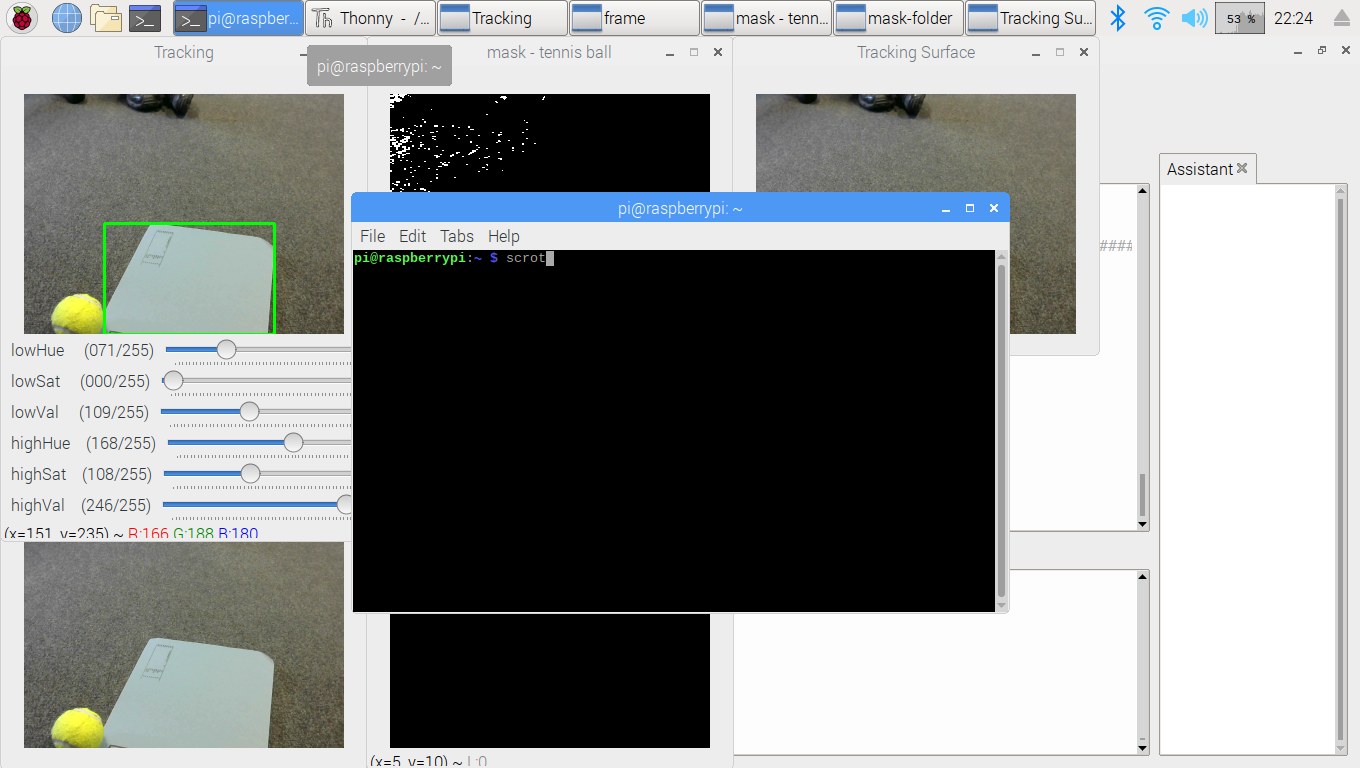 pi@raspber...
Thonny - /...
Tracking
frame
mask - tenn...
mask-folder
Tracking Su...
53 %
22:24
Tracking
pi@raspberrypi: ~
mask - tennis ball
Tracking Surface
Assistant
####
pi@raspberrypi: ~
File Edit Tabs Help
pi@raspberrypi:~ $ scrot
lowHue (071/255)
lowSat (000/255)
lowVal (109/255)
highHue (168/255)
highSat (108/255)
highVal (246/255)
(x=151, y=235) ~ R:166 G:188 B:180
(x=5, y=10) ~ L:0